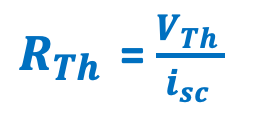 R_Th = V_Th / i_sc